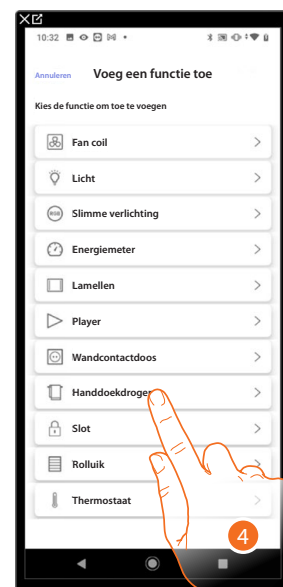 10:32
Annuleren Voeg een functie toe
Kies de functie om toe te voegen
Fan coil
Licht
RGB Slimme verlichting
Energiemeter
Lamellen
Player
Wandcontactdoos
Handdoekdroger
Slot
Rolluik
Thermostaat
4